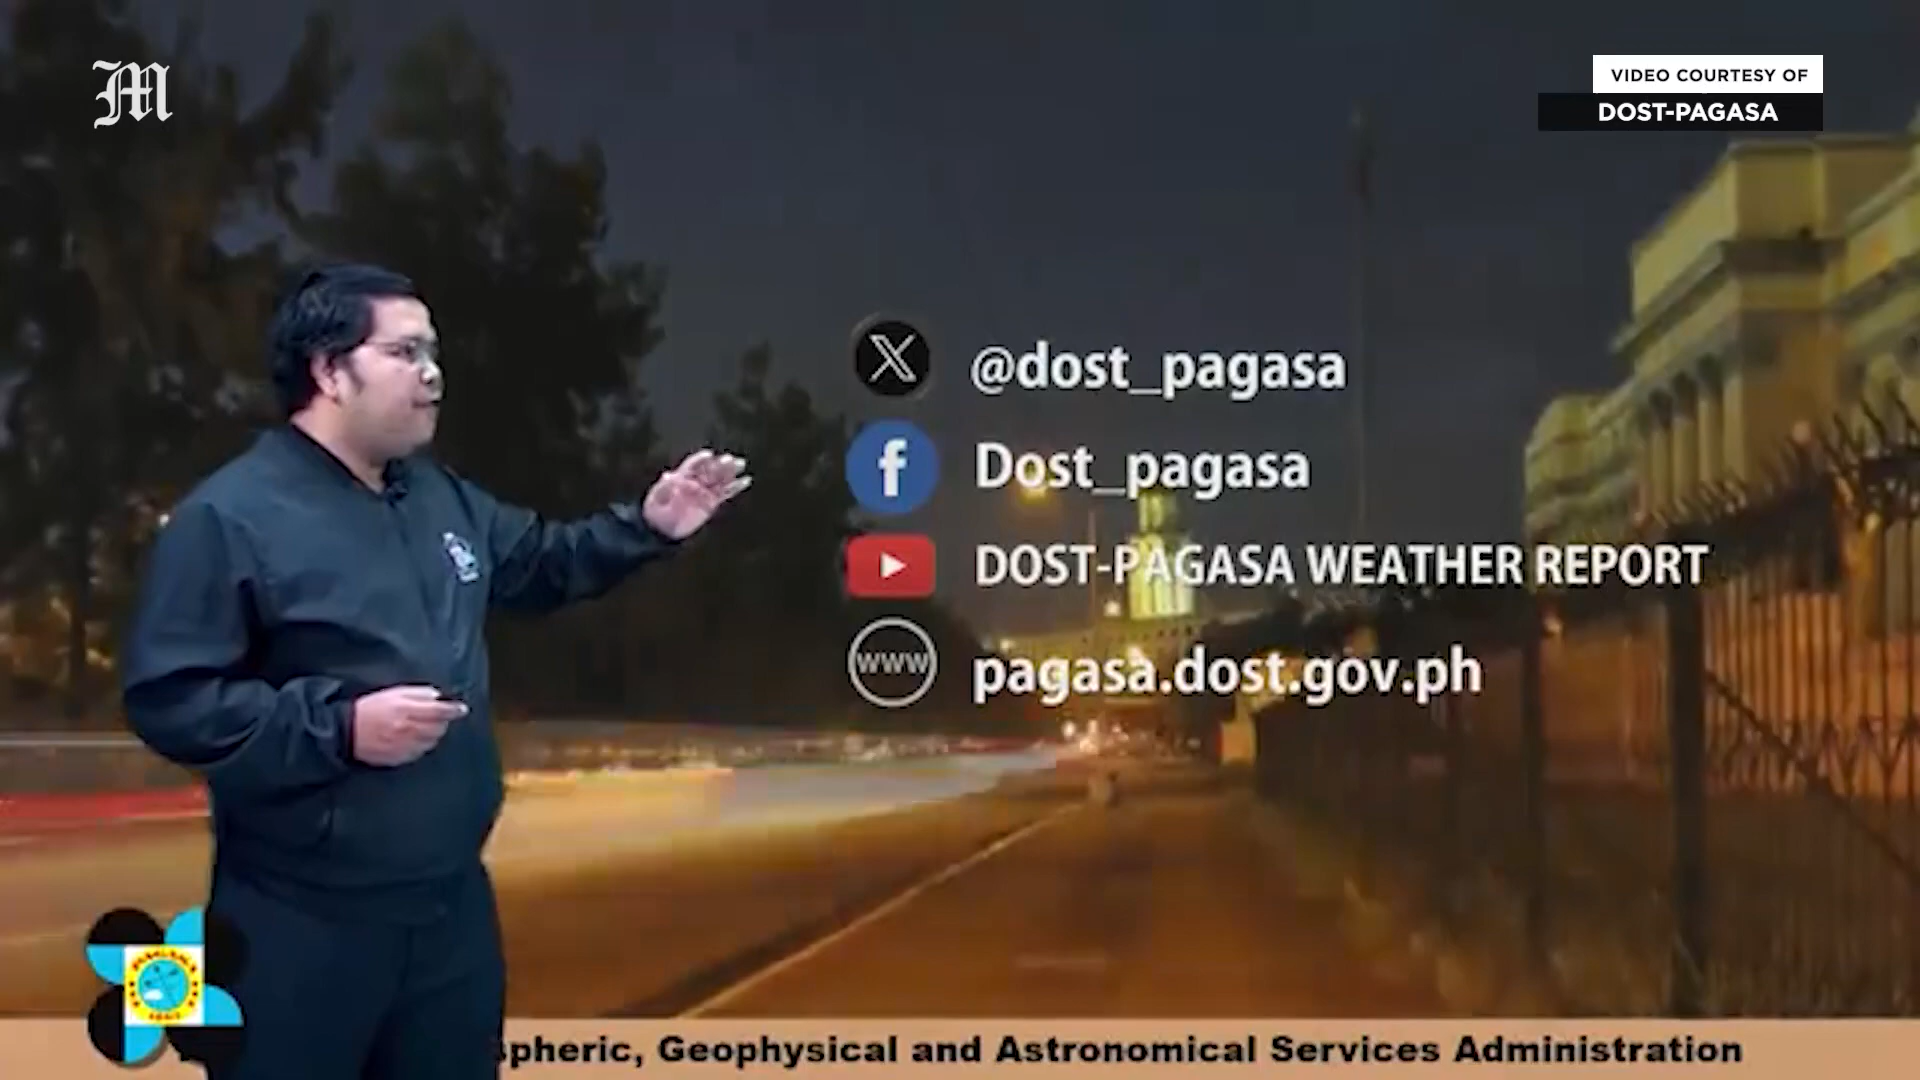 M
VIDEO COURTESY OF
DOST-PAGASA
@dost_pagasa
Dost_pagasa
DOST-PAGASA WEATHER REPORT
www
pagasa.dost.gov.ph
spheric, Geophysical and Astronomical Services Administration